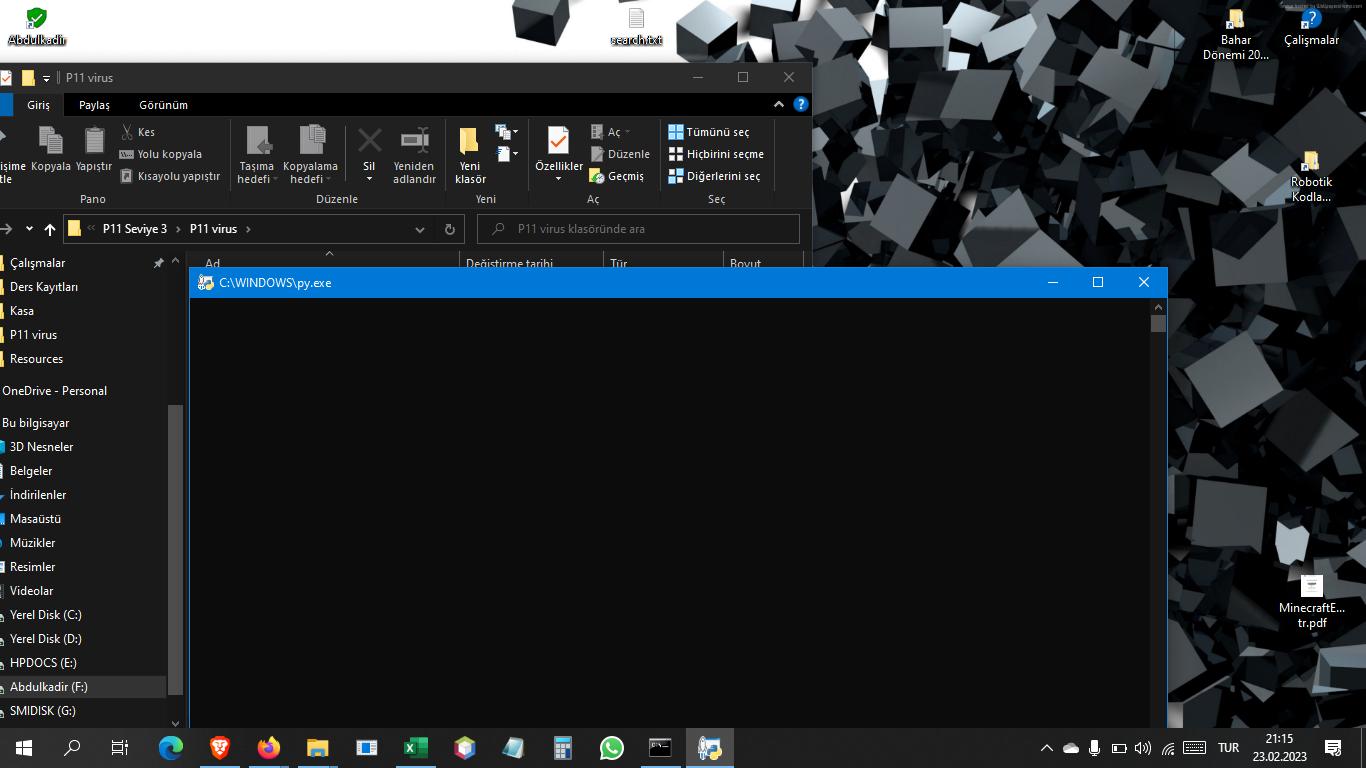 Abdulkadir
search.txt
Bahar
Dönemi 20...
Çalişmalar
P11 virus
Giriş
Paylaş
Görünüm
Kopyala
Yapıştır
Kes
Yolu kopyala
Kısayolu yapıştır
Pano
Taşıma
hedefi
Kopyalama
hedefi
Sil
Yeniden
adlandır
Düzenle
Yeni
klasör
Yeni
Özellikler
Aç
Düzenle
Geçmiş
Aç
Tümünü seç
Hiçbirini seçme
Diğerlerini seç
Seç
P11 Seviye 3
P11 virus
P11 virus klasöründe ara
Ad
Değiştirme tarihi
Tür
Boyut
Çalışmalar
Ders Kayıtları
Kasa
P11 virus
Resources
OneDrive - Personal
Bu bilgisayar
3D Nesneler
Belgeler
İndirilenler
Masaüstü
Müzikler
Resimler
Videolar
Yerel Disk (C:)
Yerel Disk (D:)
HPDOCS (E:)
Abdulkadir (F:)
SMIDISK (G:)
C:\WINDOWS\py.exe
Robotik
Kodla...
MinecraftE...
tr.pdf
TUR
21:15
23.02.2023